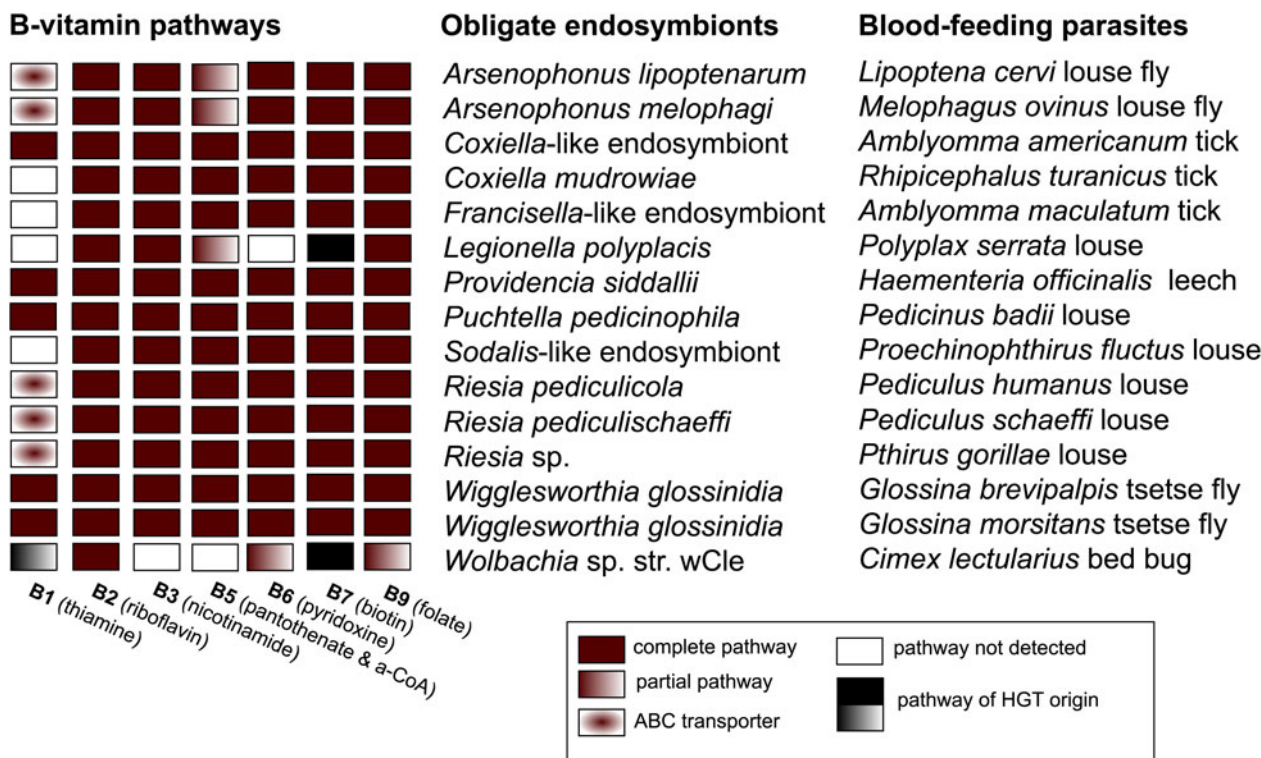 B-vitamin pathways
Obligate endosymbionts
Blood-feeding parasites
Arsenophonus lipoptenarum
Lipoptena cervi louse fly
Arsenophonus melophagi
Melophagus ovinus louse fly
Coxiella-like endosymbiont
Amblyomma americanum tick
Coxiella mudrowiae
Rhipicephalus turanicus tick
Francisella-like endosymbiont
Amblyomma maculatum tick
Legionella polyplacis
Polyplax serrata louse
Providencia siddallii
Haementeria officinalis leech
Puchtella pedicinophila
Pedicinus badii louse
Sodalis-like endosymbiont
Proechinophthirus fluctus louse
Riesia pediculicola
Pediculus humanus louse
Riesia pediculischaeffi
Pediculus schaeffi louse
Riesia sp.
Pthirus gorillae louse
Wigglesworthia glossinidia
Glossina brevipalpis tsetse fly
Wigglesworthia glossinidia
Glossina morsitans tsetse fly
Wolbachia sp. str. wCle
Cimex lectularius bed bug
B1 (thiamine)
B2 (riboflavin)
B3 (nicotinamide)
B5 (pantothenate & a-CoA)
B6 (pyridoxine)
B7 (biotin)
B9 (folate)
complete pathway
partial pathway
ABC transporter
pathway not detected
pathway of HGT origin